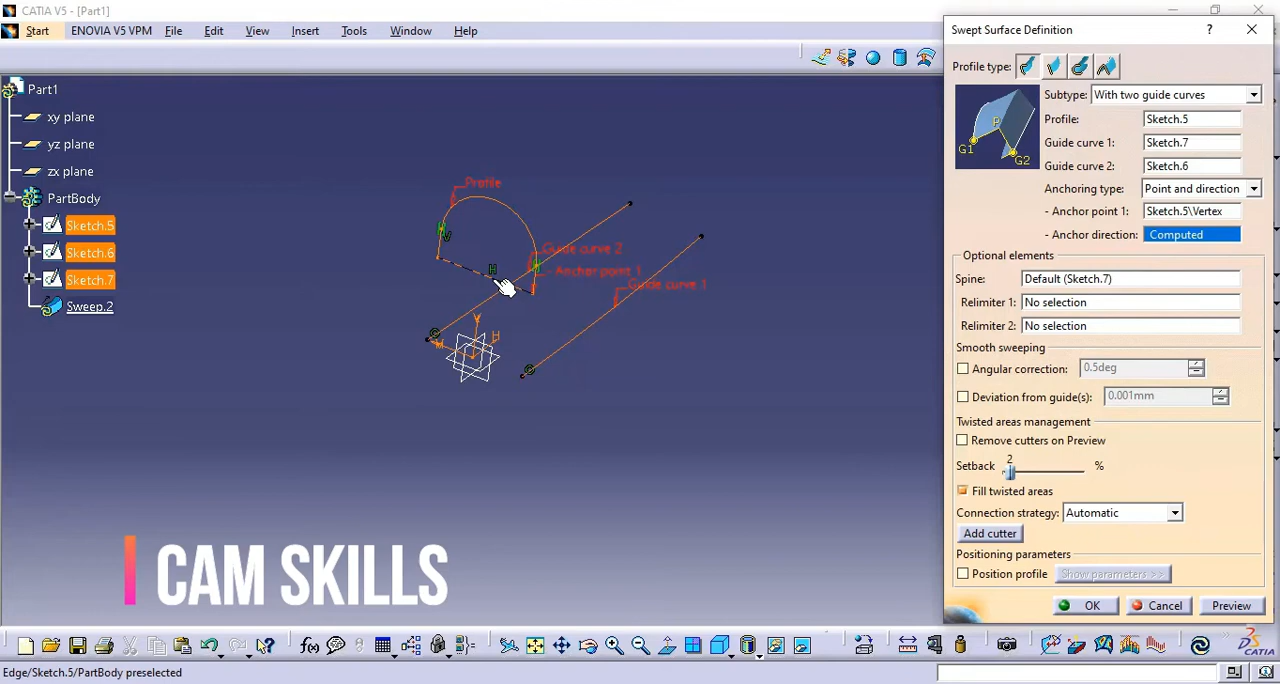 CATIA V5 - [Part1]
Start ENOVIA V5 VPM File Edit View Insert Tools Window Help
Part1
xy plane
yz plane
zx plane
PartBody
Sketch.5
Sketch.6
Sketch.7
Sweep.2
Profile
Guide curve 2
- Anchor point 1
Guide curve 1
H
V
H
Y
H
CAM SKILLS
Swept Surface Definition ?
Profile type:
Subtype: With two guide curves
G1 P G2
Profile: Sketch.5
Guide curve 1: Sketch.7
Guide curve 2: Sketch.6
Anchoring type: Point and direction
- Anchor point 1: Sketch.5\Vertex
- Anchor direction: Computed
Optional elements
Spine: Default (Sketch.7)
Relimiter 1: No selection
Relimiter 2: No selection
Smooth sweeping
Angular correction: 0.5deg
Deviation from guide(s): 0.001mm
Twisted areas management
Remove cutters on Preview
Setback 2 %
Fill twisted areas
Connection strategy: Automatic
Add cutter
Positioning parameters
Position profile Show parameters >>
OK Cancel Preview
f(x)
CATIA
Edge/Sketch.5/PartBody preselected